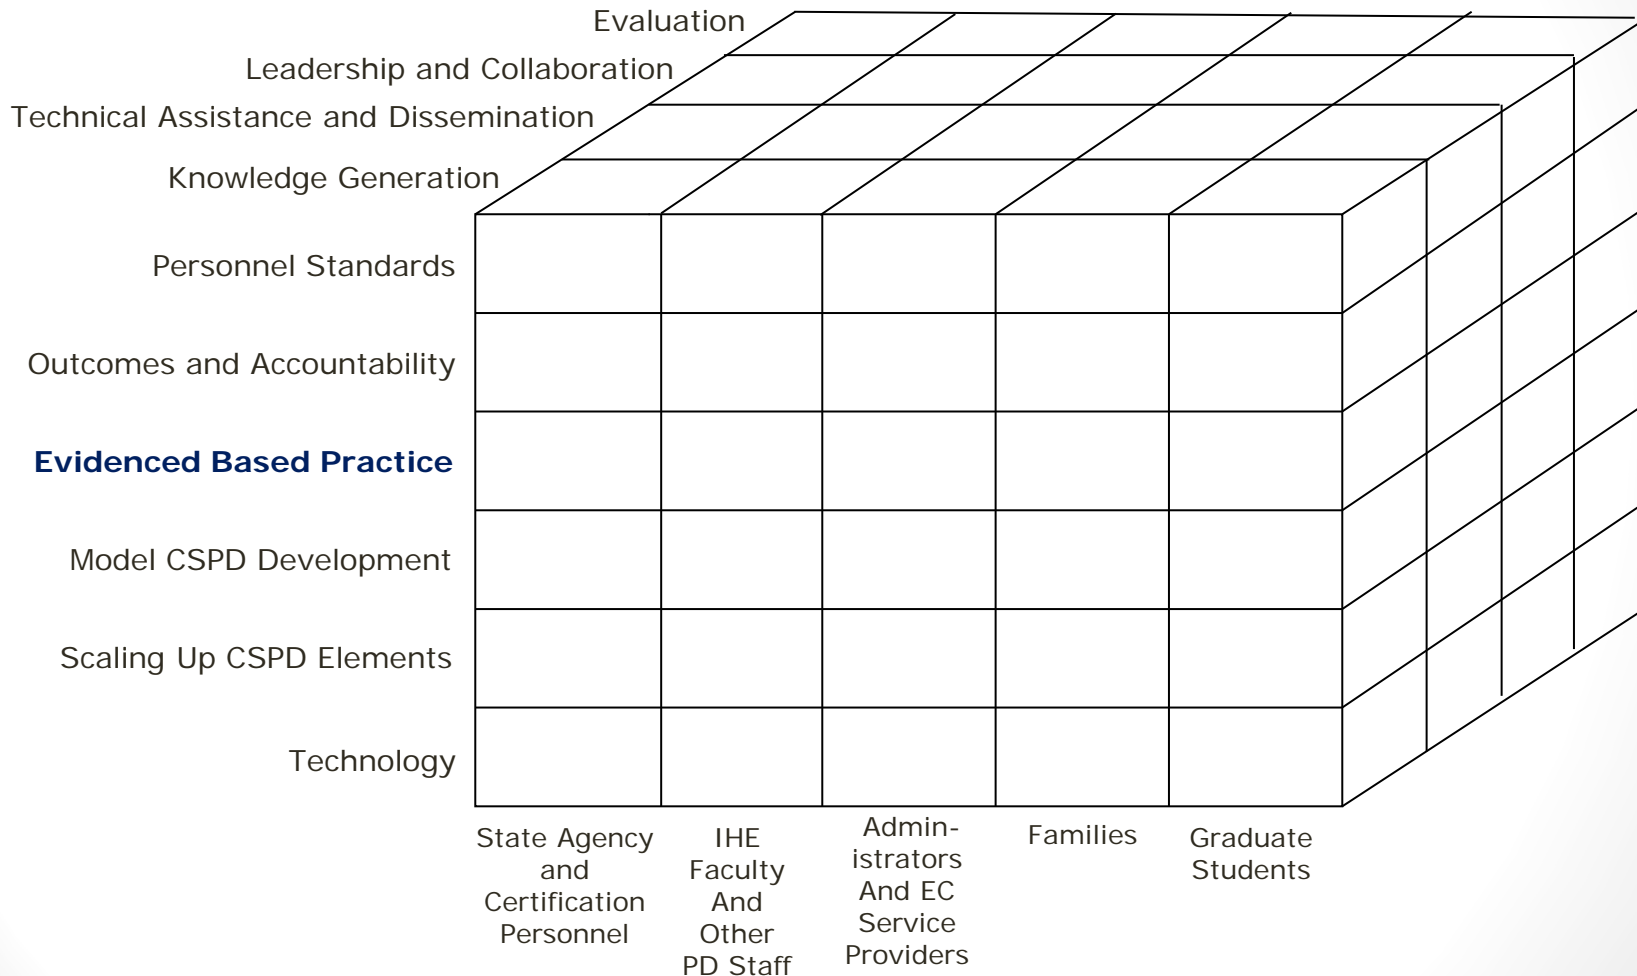 Evaluation
Leadership and Collaboration
Technical Assistance and Dissemination
Knowledge Generation
Personnel Standards
Outcomes and Accountability
Evidenced Based Practice
Model CSPD Development
Scaling Up CSPD Elements
Technology
State Agency
and
Certification
Personnel
IHE
Faculty
And
Other
PD Staff
Admin-
istrators
And EC
Service
Providers
Families
Graduate
Students